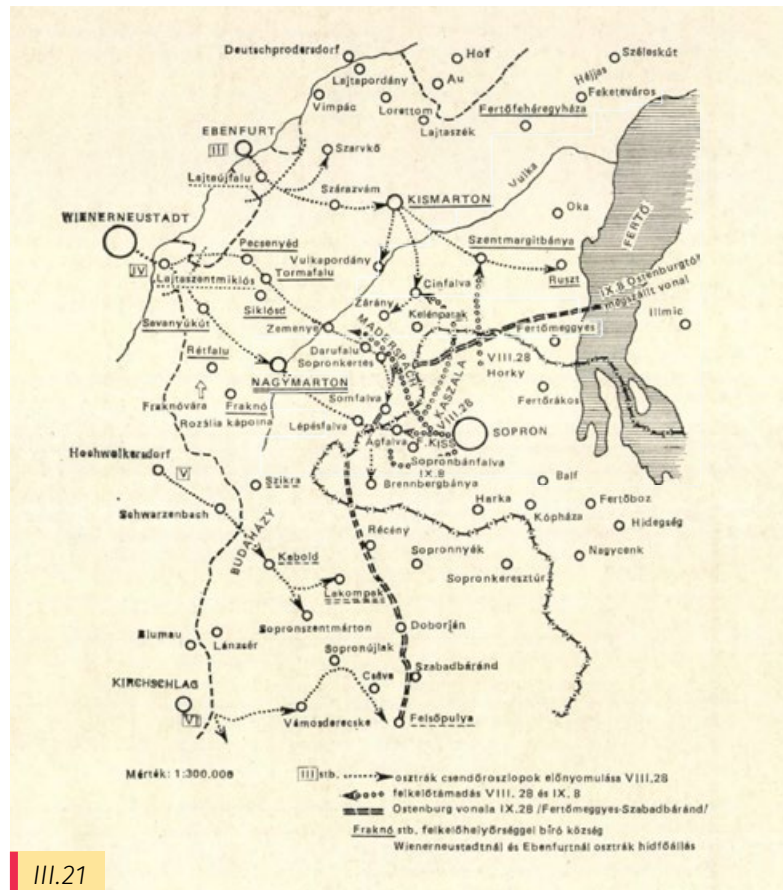 Deutschprodersdorf
Hof
Széleskút
Lajtapordány
Au
Héjjas
Feketeváros
Vimpác
Lorettom
Fertőfehéregyháza
Lajtaszék
EBENFURT
III
Szarvkő
Vulka
Lajtaújfalu
Szárazvám
KISMARTON
Oka
FERTŐ
WIENERNEUSTADT
Pecsenyéd
Szentmargitbánya
IV
Vulkapordány
Tormafalu
Ruszt
Lajtaszentmiklós
Cinfalva
IX.8 Ostenburgtól
megszállt vonal
Siklósd
Zárány
Illmic
Savanyúkút
Zemenye
Kelénpatak
MADERSPACH
Fertőmeggyes
Rétfalu
Darufalu
Sopronkertes
KASZALA
VIII.28
VIII.28
Horky
NAGYMARTON
Fraknóvára
Fraknó
Somfalva
Fertőrákos
Rozália kápolna
Lépésfalva
SOPRON
Ágfalva
F.KISS
Hochwolkersdorf
Sopronbánfalva
IX.8
V
Szikra
Brennbergbánya
Balf
Harka
Fertőboz
Schwarzenbach
Kópháza
Hidegség
Récény
BUDAHÁZY
Kabold
Sopronnyék
Nagycenk
Lakompak
Sopronkeresztúr
Sopronszentmárton
Doborján
Blumau
Lánzsér
Sopronújlak
Szabadbáránd
KIRCHSCHLAG
Csáva
VI
Vámosderecske
Felsőpulya
Mérték: 1:300.000
III stb. osztrák csendőroszlopok előnyomulása VIII.28
felkelőtámadás VIII. 28 és IX. 8
Ostenburg vonala IX.28 /Fertőmeggyes-Szabadbáránd/
Fraknó stb. felkelőhelyőrséggel bíró község
Wienerneustadtnál és Ebenfurtnál osztrák hídfőállás
III.21